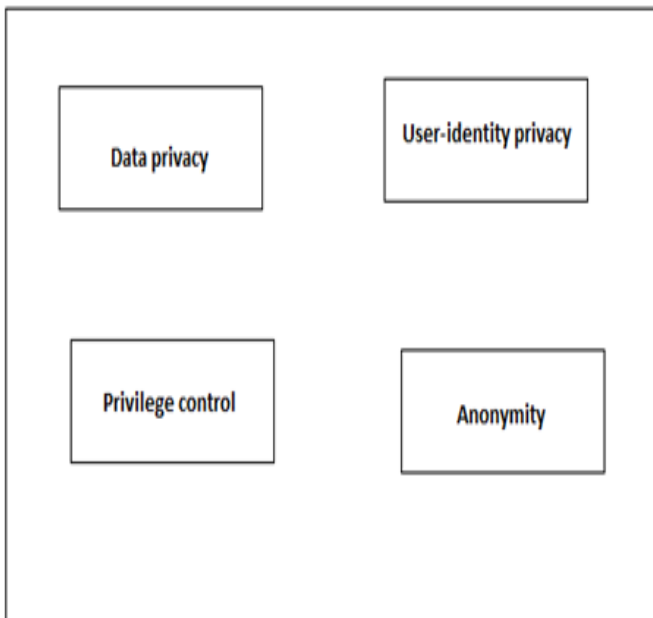 Data privacy
User-identity privacy
Privilege control
Anonymity